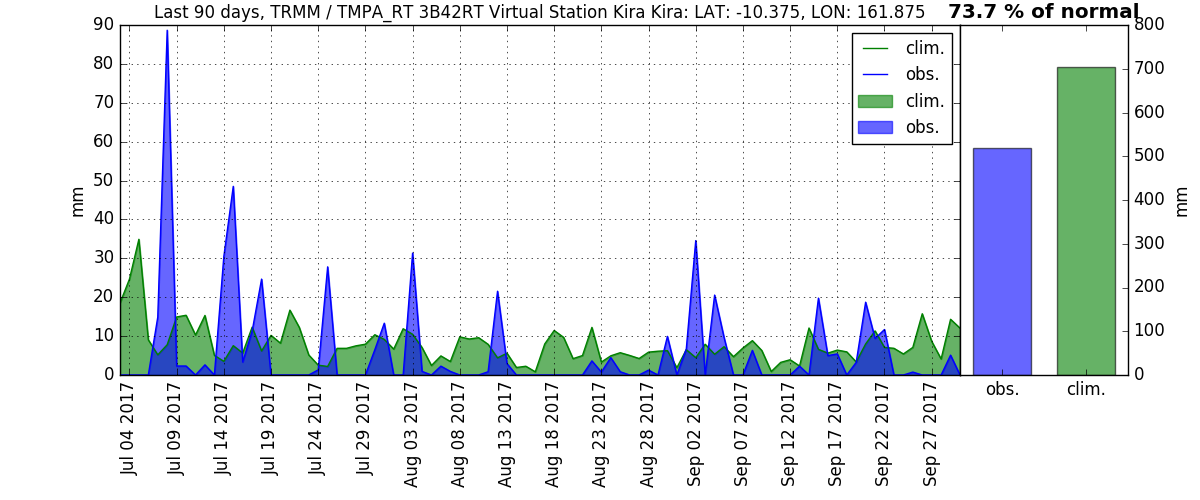 Last 90 days, TRMM / TMPA_RT 3B42RT Virtual Station Kira Kira: LAT: -10.375, LON: 161.875
73.7 % of normal
90
80
70
60
50
40
30
20
10
0
mm
clim.
obs.
clim.
obs.
800
700
600
500
400
300
200
100
0
mm
obs.
clim.
Jul 04 2017
Jul 09 2017
Jul 14 2017
Jul 19 2017
Jul 24 2017
Jul 29 2017
Aug 03 2017
Aug 08 2017
Aug 13 2017
Aug 18 2017
Aug 23 2017
Aug 28 2017
Sep 02 2017
Sep 07 2017
Sep 12 2017
Sep 17 2017
Sep 22 2017
Sep 27 2017